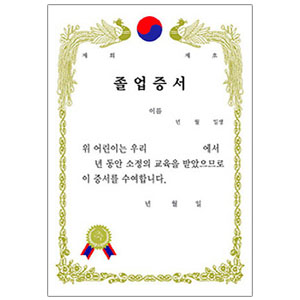 제 회 제 호
졸업증서
이름
년 월 일생
위 어린이는 우리 에서
년 동안 소정의 교육을 받았으므로
이 증서를 수여합니다.
년 월 일